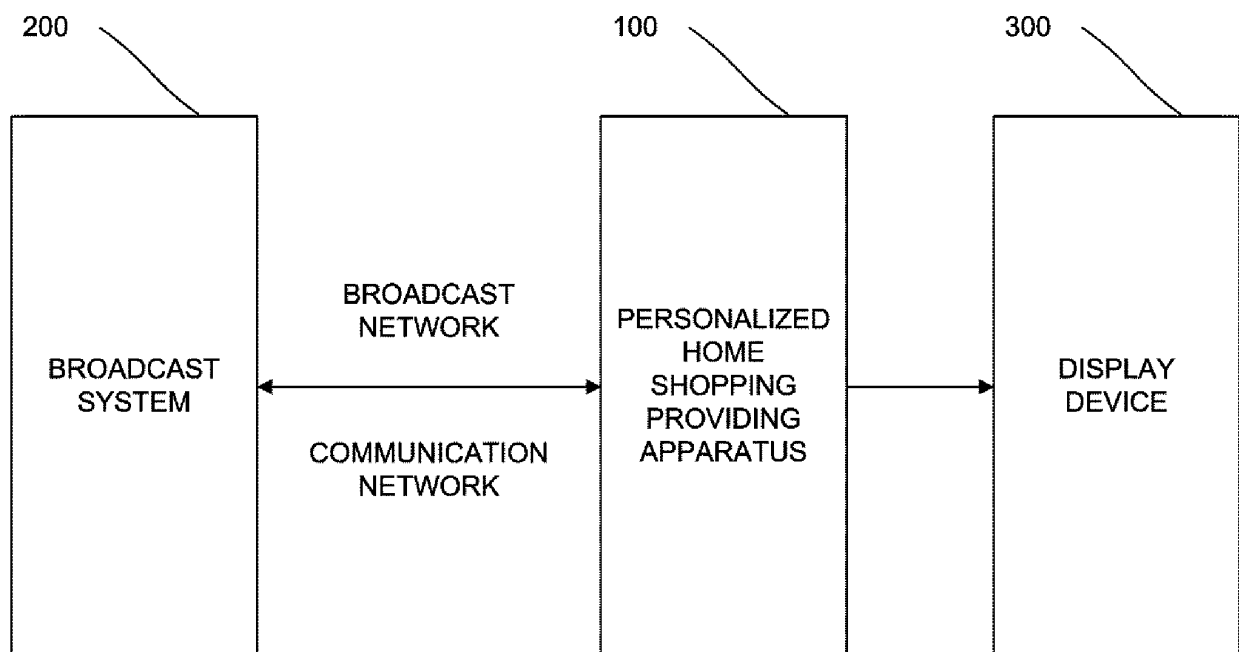 200
100
300
BROADCAST
SYSTEM
BROADCAST
NETWORK
COMMUNICATION
NETWORK
PERSONALIZED
HOME
SHOPPING
PROVIDING
APPARATUS
DISPLAY
DEVICE